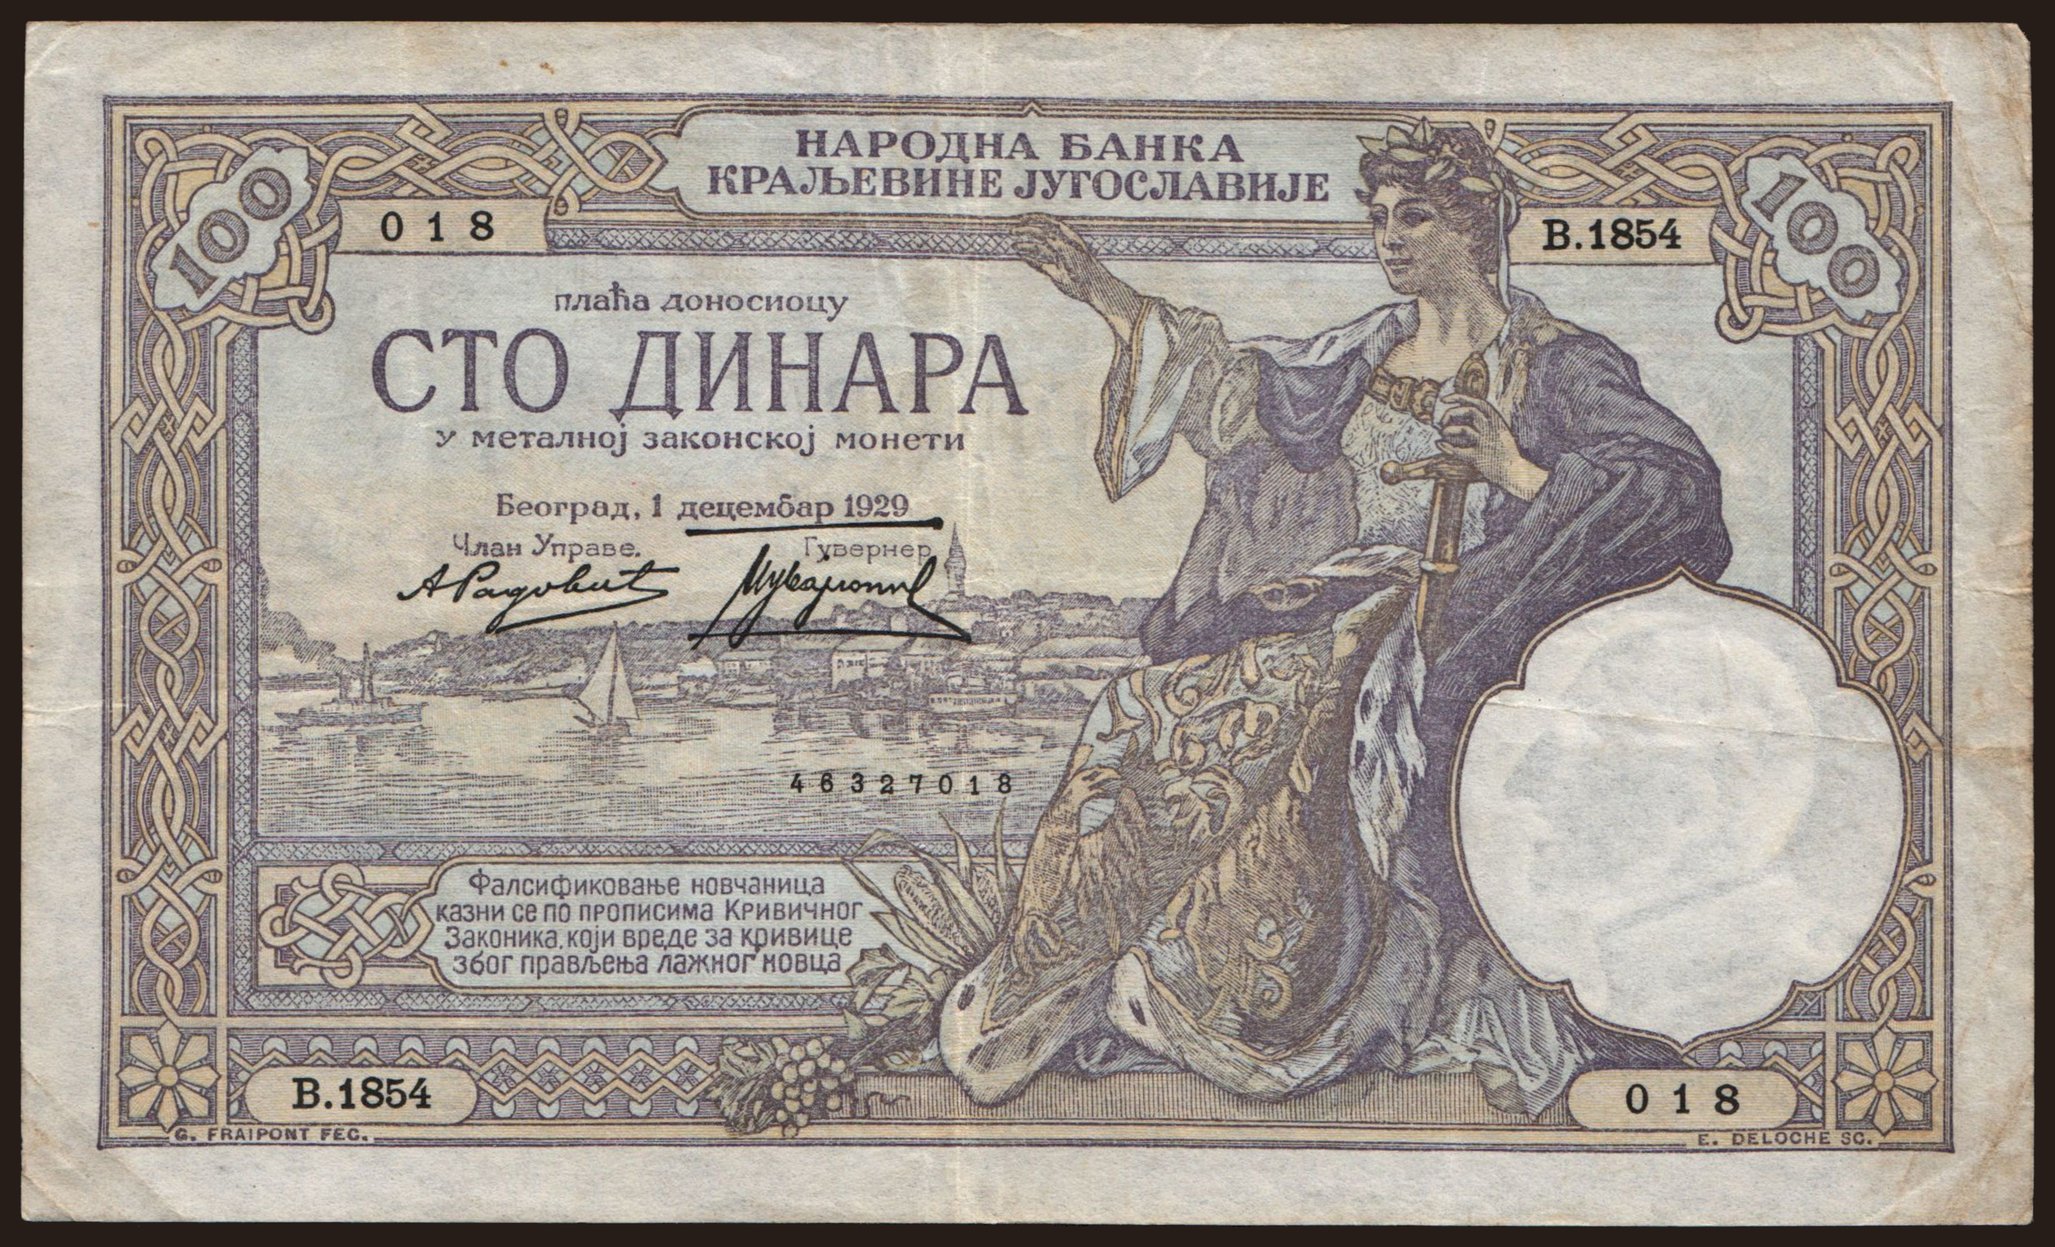 НАРОДНА БАНКА
КРАЉЕВИНЕ ЈУГОСЛАВИЈЕ
100
100
018
B.1854
плаћа доносиоцу
СТО ДИНАРА
у металној законској монети
Београд, 1 децембар 1929
Члан Управе.
Гувернер
А Радовић
46327018
Фалсификовање новчаница
казни се по прописима Кривичног
Законика, који вреде за кривице
због прављења лажног новца
B.1854
018
G. FRAIPONT FEC.
E. DELOCHE SC.